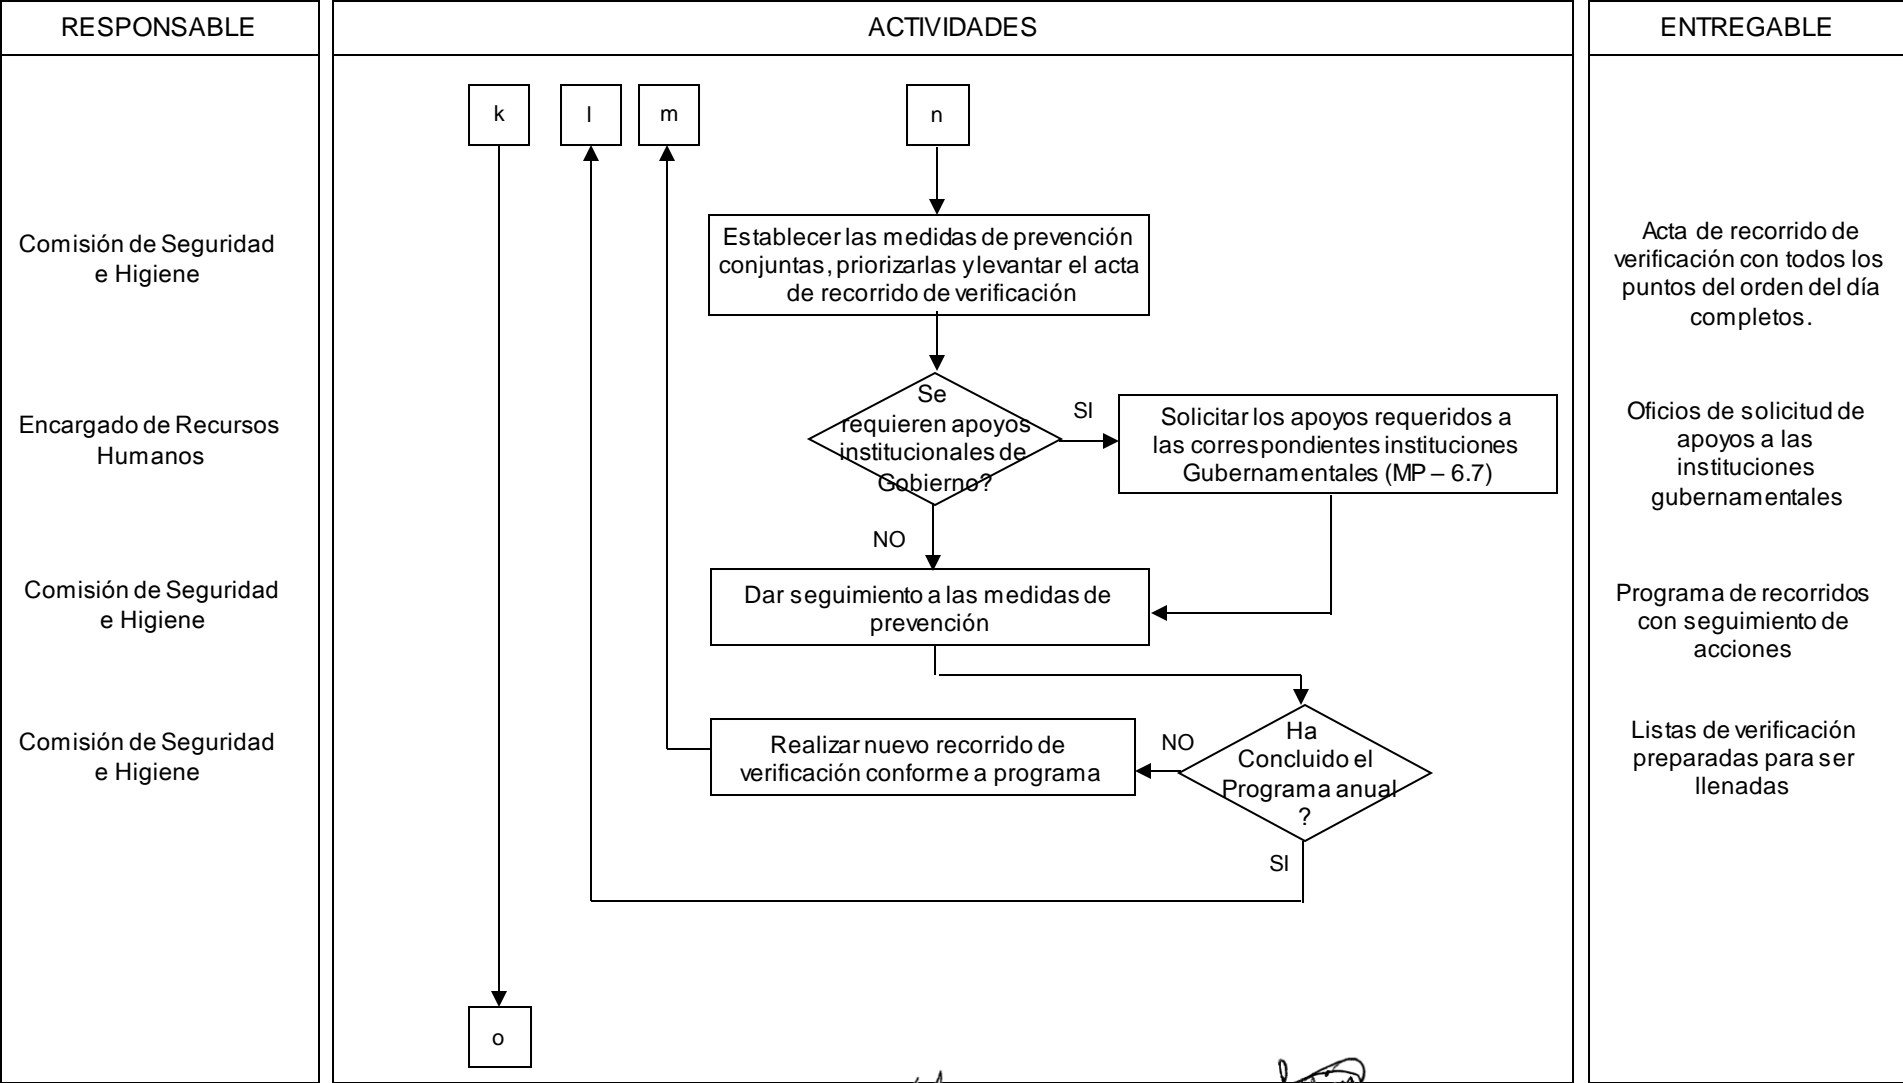 RESPONSABLE
ACTIVIDADES
ENTREGABLE
k
l
m
n
Comisión de Seguridad
e Higiene
Establecer las medidas de prevención
conjuntas, priorizarlas y levantar el acta
de recorrido de verificación
Acta de recorrido de
verificación con todos los
puntos del orden del día
completos.
Encargado de Recursos
Humanos
Se
requieren apoyos
institucionales de
Gobierno?
SI
NO
Solicitar los apoyos requeridos a
las correspondientes instituciones
Gubernamentales (MP – 6.7)
Oficios de solicitud de
apoyos a las
instituciones
gubernamentales
Comisión de Seguridad
e Higiene
Dar seguimiento a las medidas de
prevención
Programa de recorridos
con seguimiento de
acciones
Comisión de Seguridad
e Higiene
Realizar nuevo recorrido de
verificación conforme a programa
NO
Ha
Concluido el
Programa anual
?
SI
Listas de verificación
preparadas para ser
llenadas
o